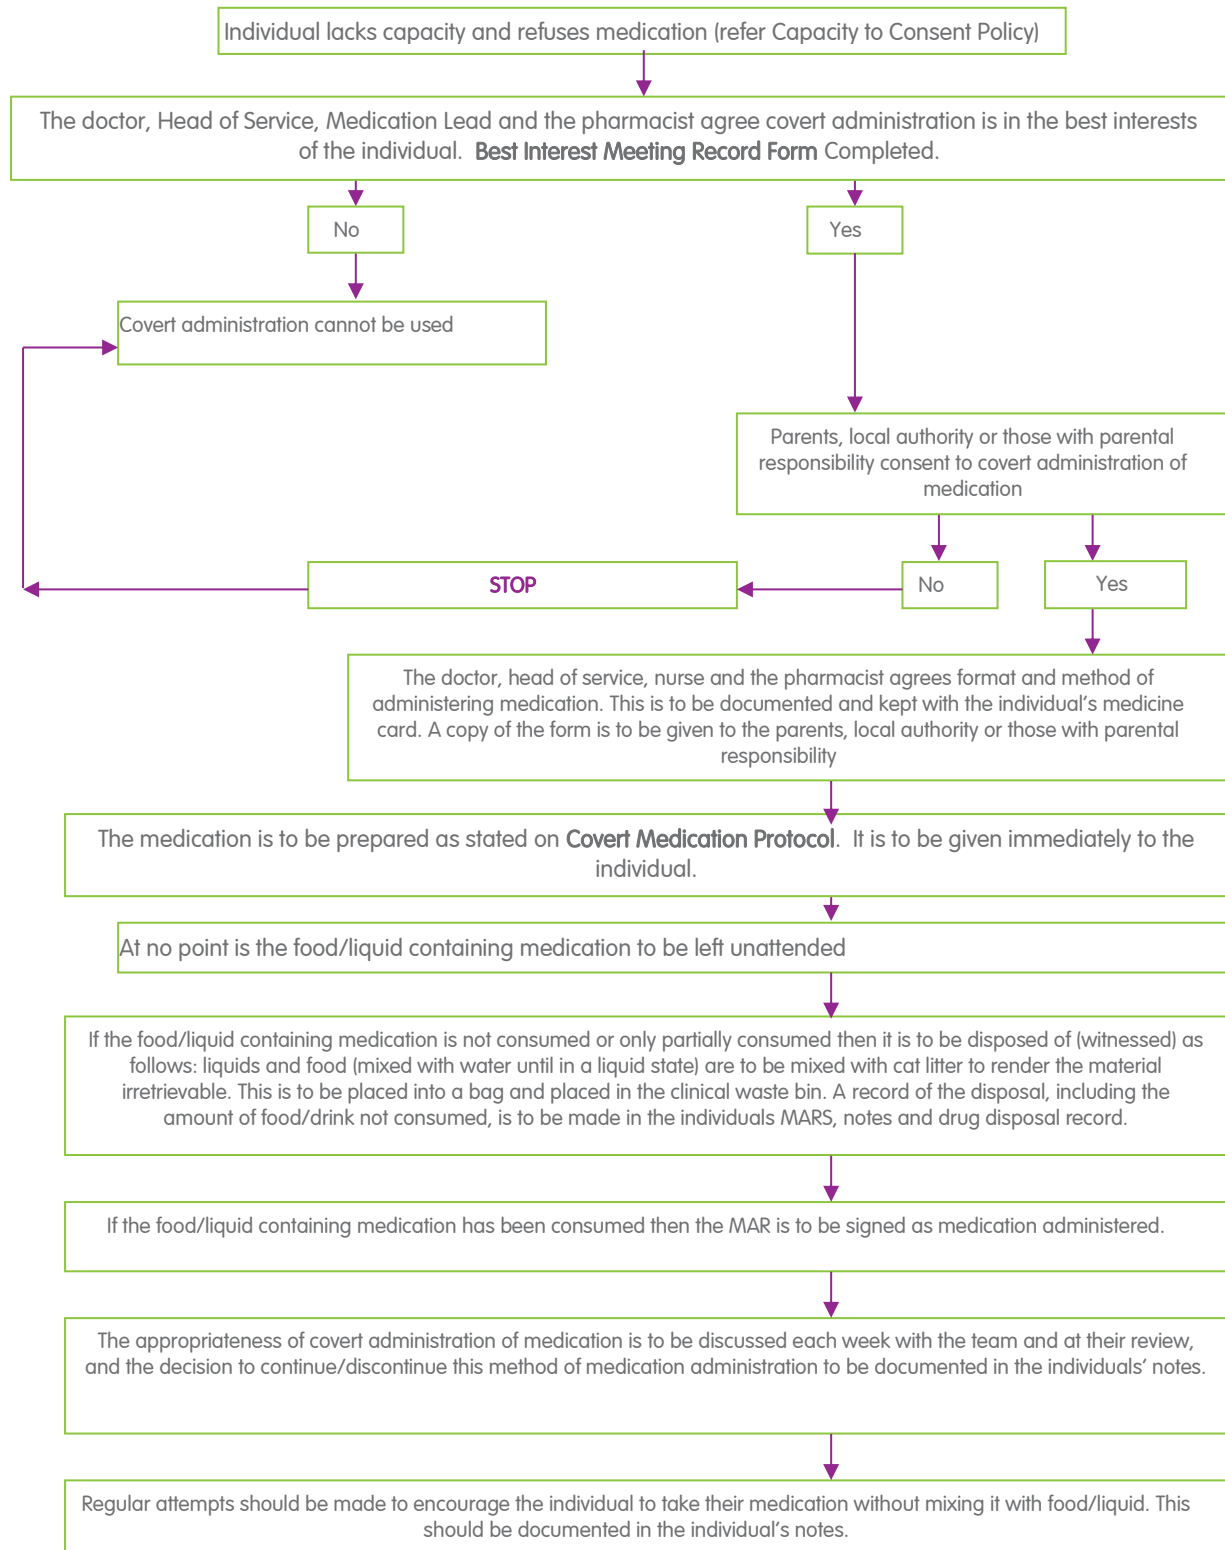 Individual lacks capacity and refuses medication (refer Capacity to Consent Policy)
The doctor, Head of Service, Medication Lead and the pharmacist agree covert administration is in the best interests
of the individual. Best Interest Meeting Record Form Completed.
No
Yes
Covert administration cannot be used
Parents, local authority or those with parental
responsibility consent to covert administration of
medication
STOP
No
Yes
The doctor, head of service, nurse and the pharmacist agrees format and method of
administering medication. This is to be documented and kept with the individual's medicine
card. A copy of the form is to be given to the parents, local authority or those with parental
responsibility
The medication is to be prepared as stated on Covert Medication Protocol. It is to be given immediately to the
individual.
At no point is the food/liquid containing medication to be left unattended
If the food/liquid containing medication is not consumed or only partially consumed then it is to be disposed of (witnessed) as
follows: liquids and food (mixed with water until in a liquid state) are to be mixed with cat litter to render the material
irretrievable. This is to be placed into a bag and placed in the clinical waste bin. A record of the disposal, including the
amount of food/drink not consumed, is to be made in the individuals MARS, notes and drug disposal record.
If the food/liquid containing medication has been consumed then the MAR is to be signed as medication administered.
The appropriateness of covert administration of medication is to be discussed each week with the team and at their review,
and the decision to continue/discontinue this method of medication administration to be documented in the individuals' notes.
Regular attempts should be made to encourage the individual to take their medication without mixing it with food/liquid. This
should be documented in the individual's notes.